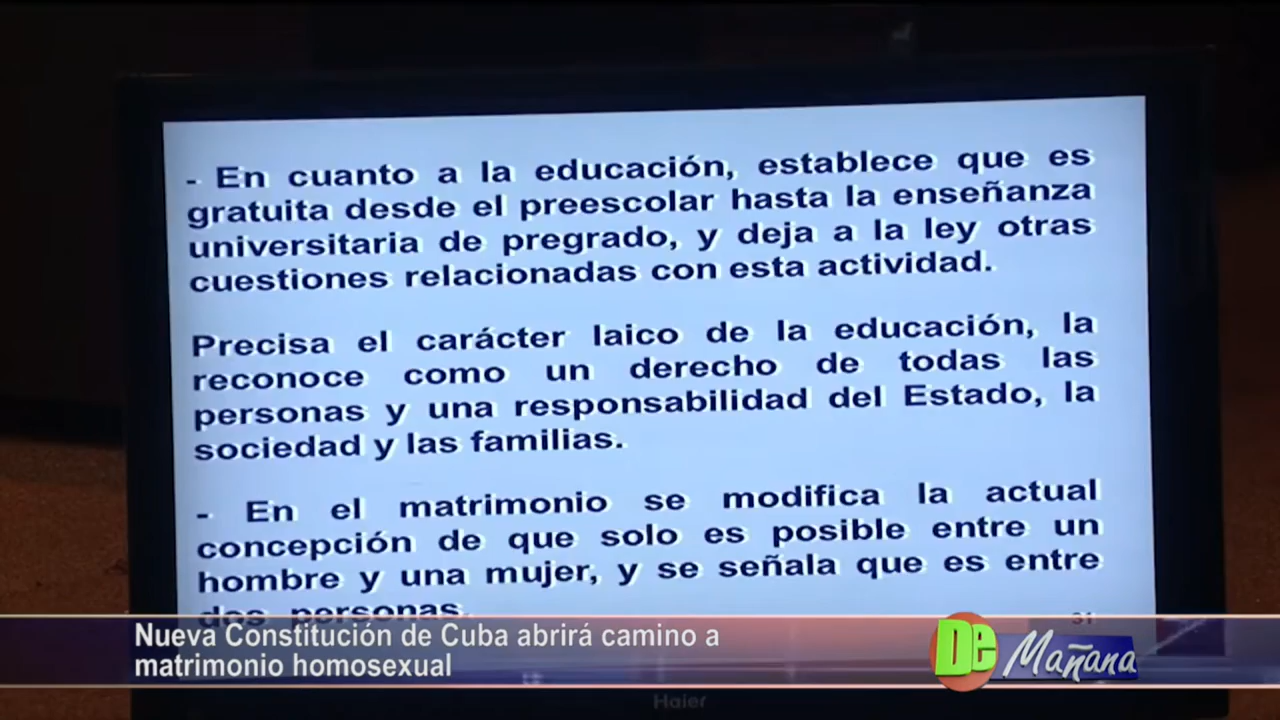 - En cuanto a la educación, establece que es
gratuita desde el preescolar hasta la enseñanza
universitaria de pregrado, y deja a la ley otras
cuestiones relacionadas con esta actividad.
Precisa el carácter laico de la educación, la
reconoce como un derecho de todas las
personas y una responsabilidad del Estado, la
sociedad y las familias.
- En el matrimonio se modifica la actual
concepción de que solo es posible entre un
hombre y una mujer, y se señala que es entre
dos personas.
31
Nueva Constitución de Cuba abrirá camino a
matrimonio homosexual
De Mañana
Haier